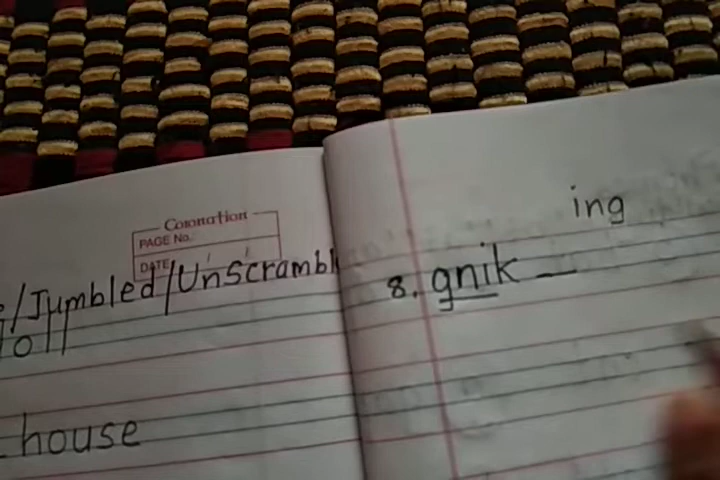 Coronation
PAGE No.
DATE
/Jumbled/UnScrambl
house
ing
8. gnik —